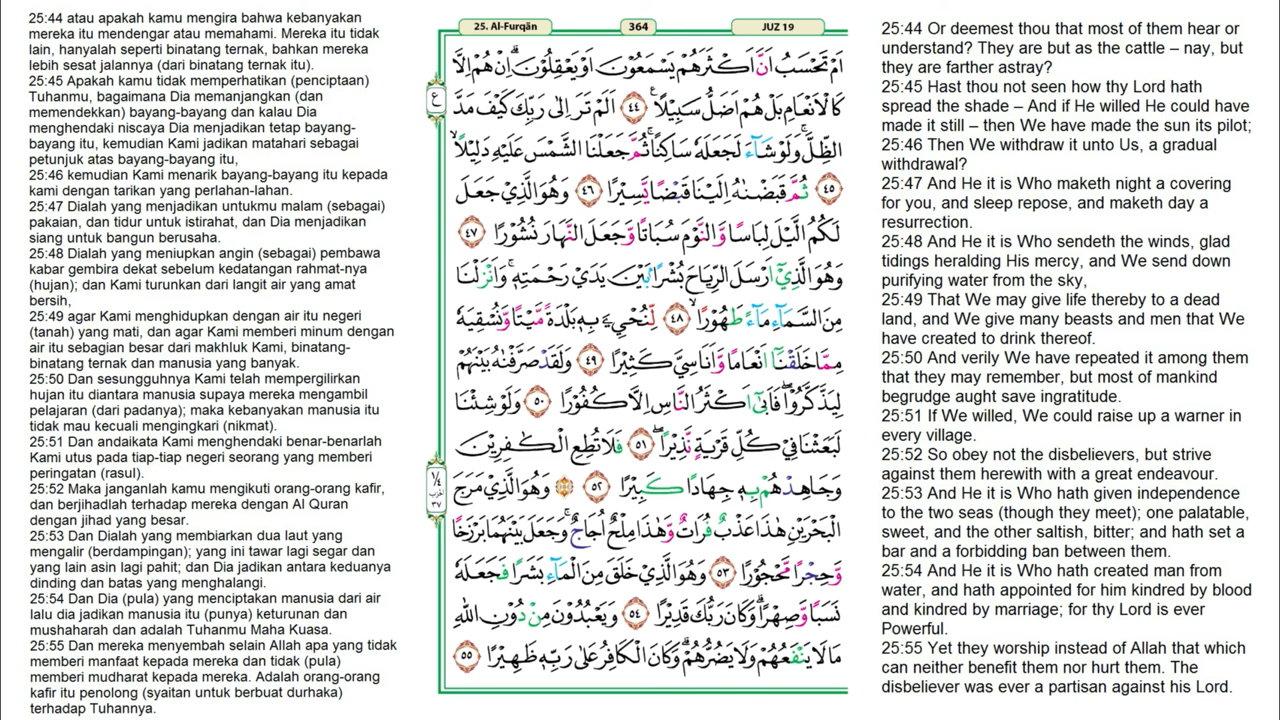 25:44 atau apakah kamu mengira bahwa kebanyakan
mereka itu mendengar atau memahami. Mereka itu tidak
lain, hanyalah seperti binatang ternak, bahkan mereka
lebih sesat jalannya (dari binatang ternak itu).
25:45 Apakah kamu tidak memperhatikan (penciptaan)
Tuhanmu, bagaimana Dia memanjangkan (dan
memendekkan) bayang-bayang dan kalau Dia
menghendaki niscaya Dia menjadikan tetap bayang-
bayang itu, kemudian Kami jadikan matahari sebagai
petunjuk atas bayang-bayang itu,
25:46 kemudian Kami menarik bayang-bayang itu kepada
kami dengan tarikan yang perlahan-lahan.
25:47 Dialah yang menjadikan untukmu malam (sebagai)
pakaian, dan tidur untuk istirahat, dan Dia menjadikan
siang untuk bangun berusaha.
25:48 Dialah yang meniupkan angin (sebagai) pembawa
kabar gembira dekat sebelum kedatangan rahmat-nya
(hujan); dan Kami turunkan dari langit air yang amat
bersih,
25:49 agar Kami menghidupkan dengan air itu negeri
(tanah) yang mati, dan agar Kami memberi minum dengan
air itu sebagian besar dari makhluk Kami, binatang-
binatang ternak dan manusia yang banyak.
25:50 Dan sesungguhnya Kami telah mempergilirkan
hujan itu diantara manusia supaya mereka mengambil
pelajaran (dari padanya); maka kebanyakan manusia itu
tidak mau kecuali mengingkari (nikmat).
25:51 Dan andaikata Kami menghendaki benar-benarlah
Kami utus pada tiap-tiap negeri seorang yang memberi
peringatan (rasul).
25:52 Maka janganlah kamu mengikuti orang-orang kafir,
dan berjihadlah terhadap mereka dengan Al Quran
dengan jihad yang besar.
25:53 Dan Dialah yang membiarkan dua laut yang
mengalir (berdampingan); yang ini tawar lagi segar dan
yang lain asin lagi pahit; dan Dia jadikan antara keduanya
dinding dan batas yang menghalangi.
25:54 Dan Dia (pula) yang menciptakan manusia dari air
lalu dia jadikan manusia itu (punya) keturunan dan
mushaharah dan adalah Tuhanmu Maha Kuasa.
25:55 Dan mereka menyembah selain Allah apa yang tidak
memberi manfaat kepada mereka dan tidak (pula)
memberi mudharat kepada mereka. Adalah orang-orang
kafir itu penolong (syaitan untuk berbuat durhaka)
terhadap Tuhannya.
25. Al-Furqān
364
JUZ 19
اَمْ تَحْسَبُ اَنَّ اَكْثَرَهُمْ يَسْمَعُوْنَ اَوْ يَعْقِلُوْنَۗ اِنْ هُمْ اِلَّا
كَالْاَنْعَامِ بَلْ هُمْ اَضَلُّ سَبِيْلًا ࣖ ٤٤ اَلَمْ تَرَ اِلٰى رَبِّكَ كَيْفَ مَدَّ
الظِّلَّۚ وَلَوْ شَاۤءَ لَجَعَلَهٗ سَاكِنًاۚ ثُمَّ جَعَلْنَا الشَّمْسَ عَلَيْهِ دَلِيْلًاۙ
٤٥ ثُمَّ قَبَضْنٰهُ اِلَيْنَا قَبْضًا يَّسِيْرًا ٤٦ وَهُوَ الَّذِيْ جَعَلَ
لَكُمُ الَّيْلَ لِبَاسًا وَّالنَّوْمَ سُبَاتًا وَّجَعَلَ النَّهَارَ نُشُوْرًا ٤٧
وَهُوَ الَّذِيْٓ اَرْسَلَ الرِّيٰحَ بُشْرًاۢ بَيْنَ يَدَيْ رَحْمَتِهٖۚ وَاَنْزَلْنَا
مِنَ السَّمَاۤءِ مَاۤءً طَهُوْرًاۙ ٤٨ لِّنُحْيِۦَ بِهٖ بَلْدَةً مَّيْتًا وَّنُسْقِيَهٗ
مِمَّا خَلَقْنَآ اَنْعَامًا وَّاَنَاسِيَّ كَثِيْرًا ٤٩ وَلَقَدْ صَرَّفْنٰهُ بَيْنَهُمْ
لِيَذَّكَّرُوْاۖ فَاَبٰىٓ اَكْثَرُ النَّاسِ اِلَّا كُفُوْرًا ٥٠ وَلَوْ شِئْنَا
لَبَعَثْنَا فِيْ كُلِّ قَرْيَةٍ نَّذِيْرًاۖ ٥١ فَلَا تُطِعِ الْكٰفِرِيْنَ
وَجَاهِدْهُمْ بِهٖ جِهَادًا كَبِيْرًا ٥٢ ۞ وَهُوَ الَّذِيْ مَرَجَ
الْبَحْرَيْنِ هٰذَا عَذْبٌ فُرَاتٌ وَّهٰذَا مِلْحٌ اُجَاجٌۚ وَجَعَلَ بَيْنَهُمَا بَرْزَخًا
وَّحِجْرًا مَّحْجُوْرًا ٥٣ وَهُوَ الَّذِيْ خَلَقَ مِنَ الْمَاۤءِ بَشَرًا فَجَعَلَهٗ
نَسَبًا وَّصِهْرًاۗ وَكَانَ رَبُّكَ قَدِيْرًا ٥٤ وَيَعْبُدُوْنَ مِنْ دُوْنِ اللّٰهِ
مَا لَا يَنْفَعُهُمْ وَلَا يَضُرُّهُمْۗ وَكَانَ الْكَافِرُ عَلٰى رَبِّهٖ ظَهِيْرًا ٥٥
ع
١/٤
الحزب
٣٧
25:44 Or deemest thou that most of them hear or
understand? They are but as the cattle – nay, but
they are farther astray?
25:45 Hast thou not seen how thy Lord hath
spread the shade – And if He willed He could have
made it still – then We have made the sun its pilot;
25:46 Then We withdraw it unto Us, a gradual
withdrawal?
25:47 And He it is Who maketh night a covering
for you, and sleep repose, and maketh day a
resurrection.
25:48 And He it is Who sendeth the winds, glad
tidings heralding His mercy, and We send down
purifying water from the sky,
25:49 That We may give life thereby to a dead
land, and We give many beasts and men that We
have created to drink thereof.
25:50 And verily We have repeated it among them
that they may remember, but most of mankind
begrudge aught save ingratitude.
25:51 If We willed, We could raise up a warner in
every village.
25:52 So obey not the disbelievers, but strive
against them herewith with a great endeavour.
25:53 And He it is Who hath given independence
to the two seas (though they meet); one palatable,
sweet, and the other saltish, bitter; and hath set a
bar and a forbidding ban between them.
25:54 And He it is Who hath created man from
water, and hath appointed for him kindred by blood
and kindred by marriage; for thy Lord is ever
Powerful.
25:55 Yet they worship instead of Allah that which
can neither benefit them nor hurt them. The
disbeliever was ever a partisan against his Lord.